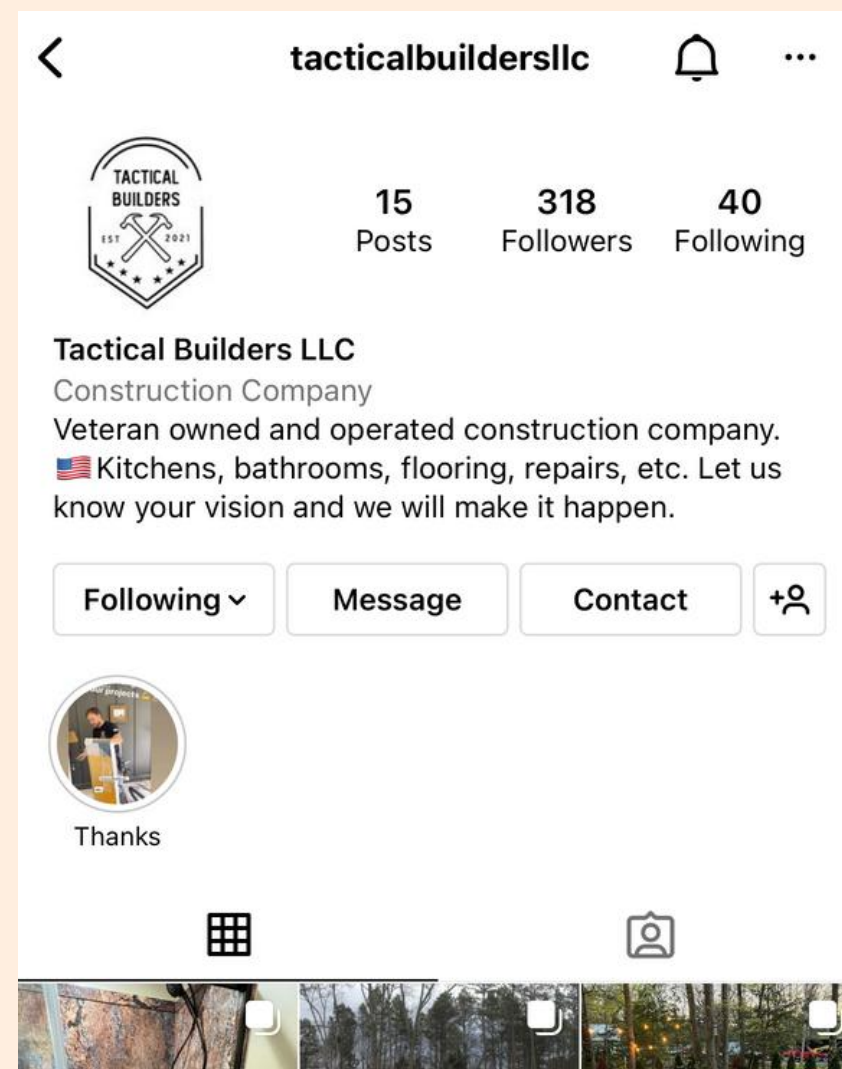 tacticalbuildersllc
TACTICAL
BUILDERS
EST 2021
15 318 40
Posts Followers Following
Tactical Builders LLC
Construction Company
Veteran owned and operated construction company.
🇺🇸Kitchens, bathrooms, flooring, repairs, etc. Let us
know your vision and we will make it happen.
Following Message Contact
our projects
Thanks